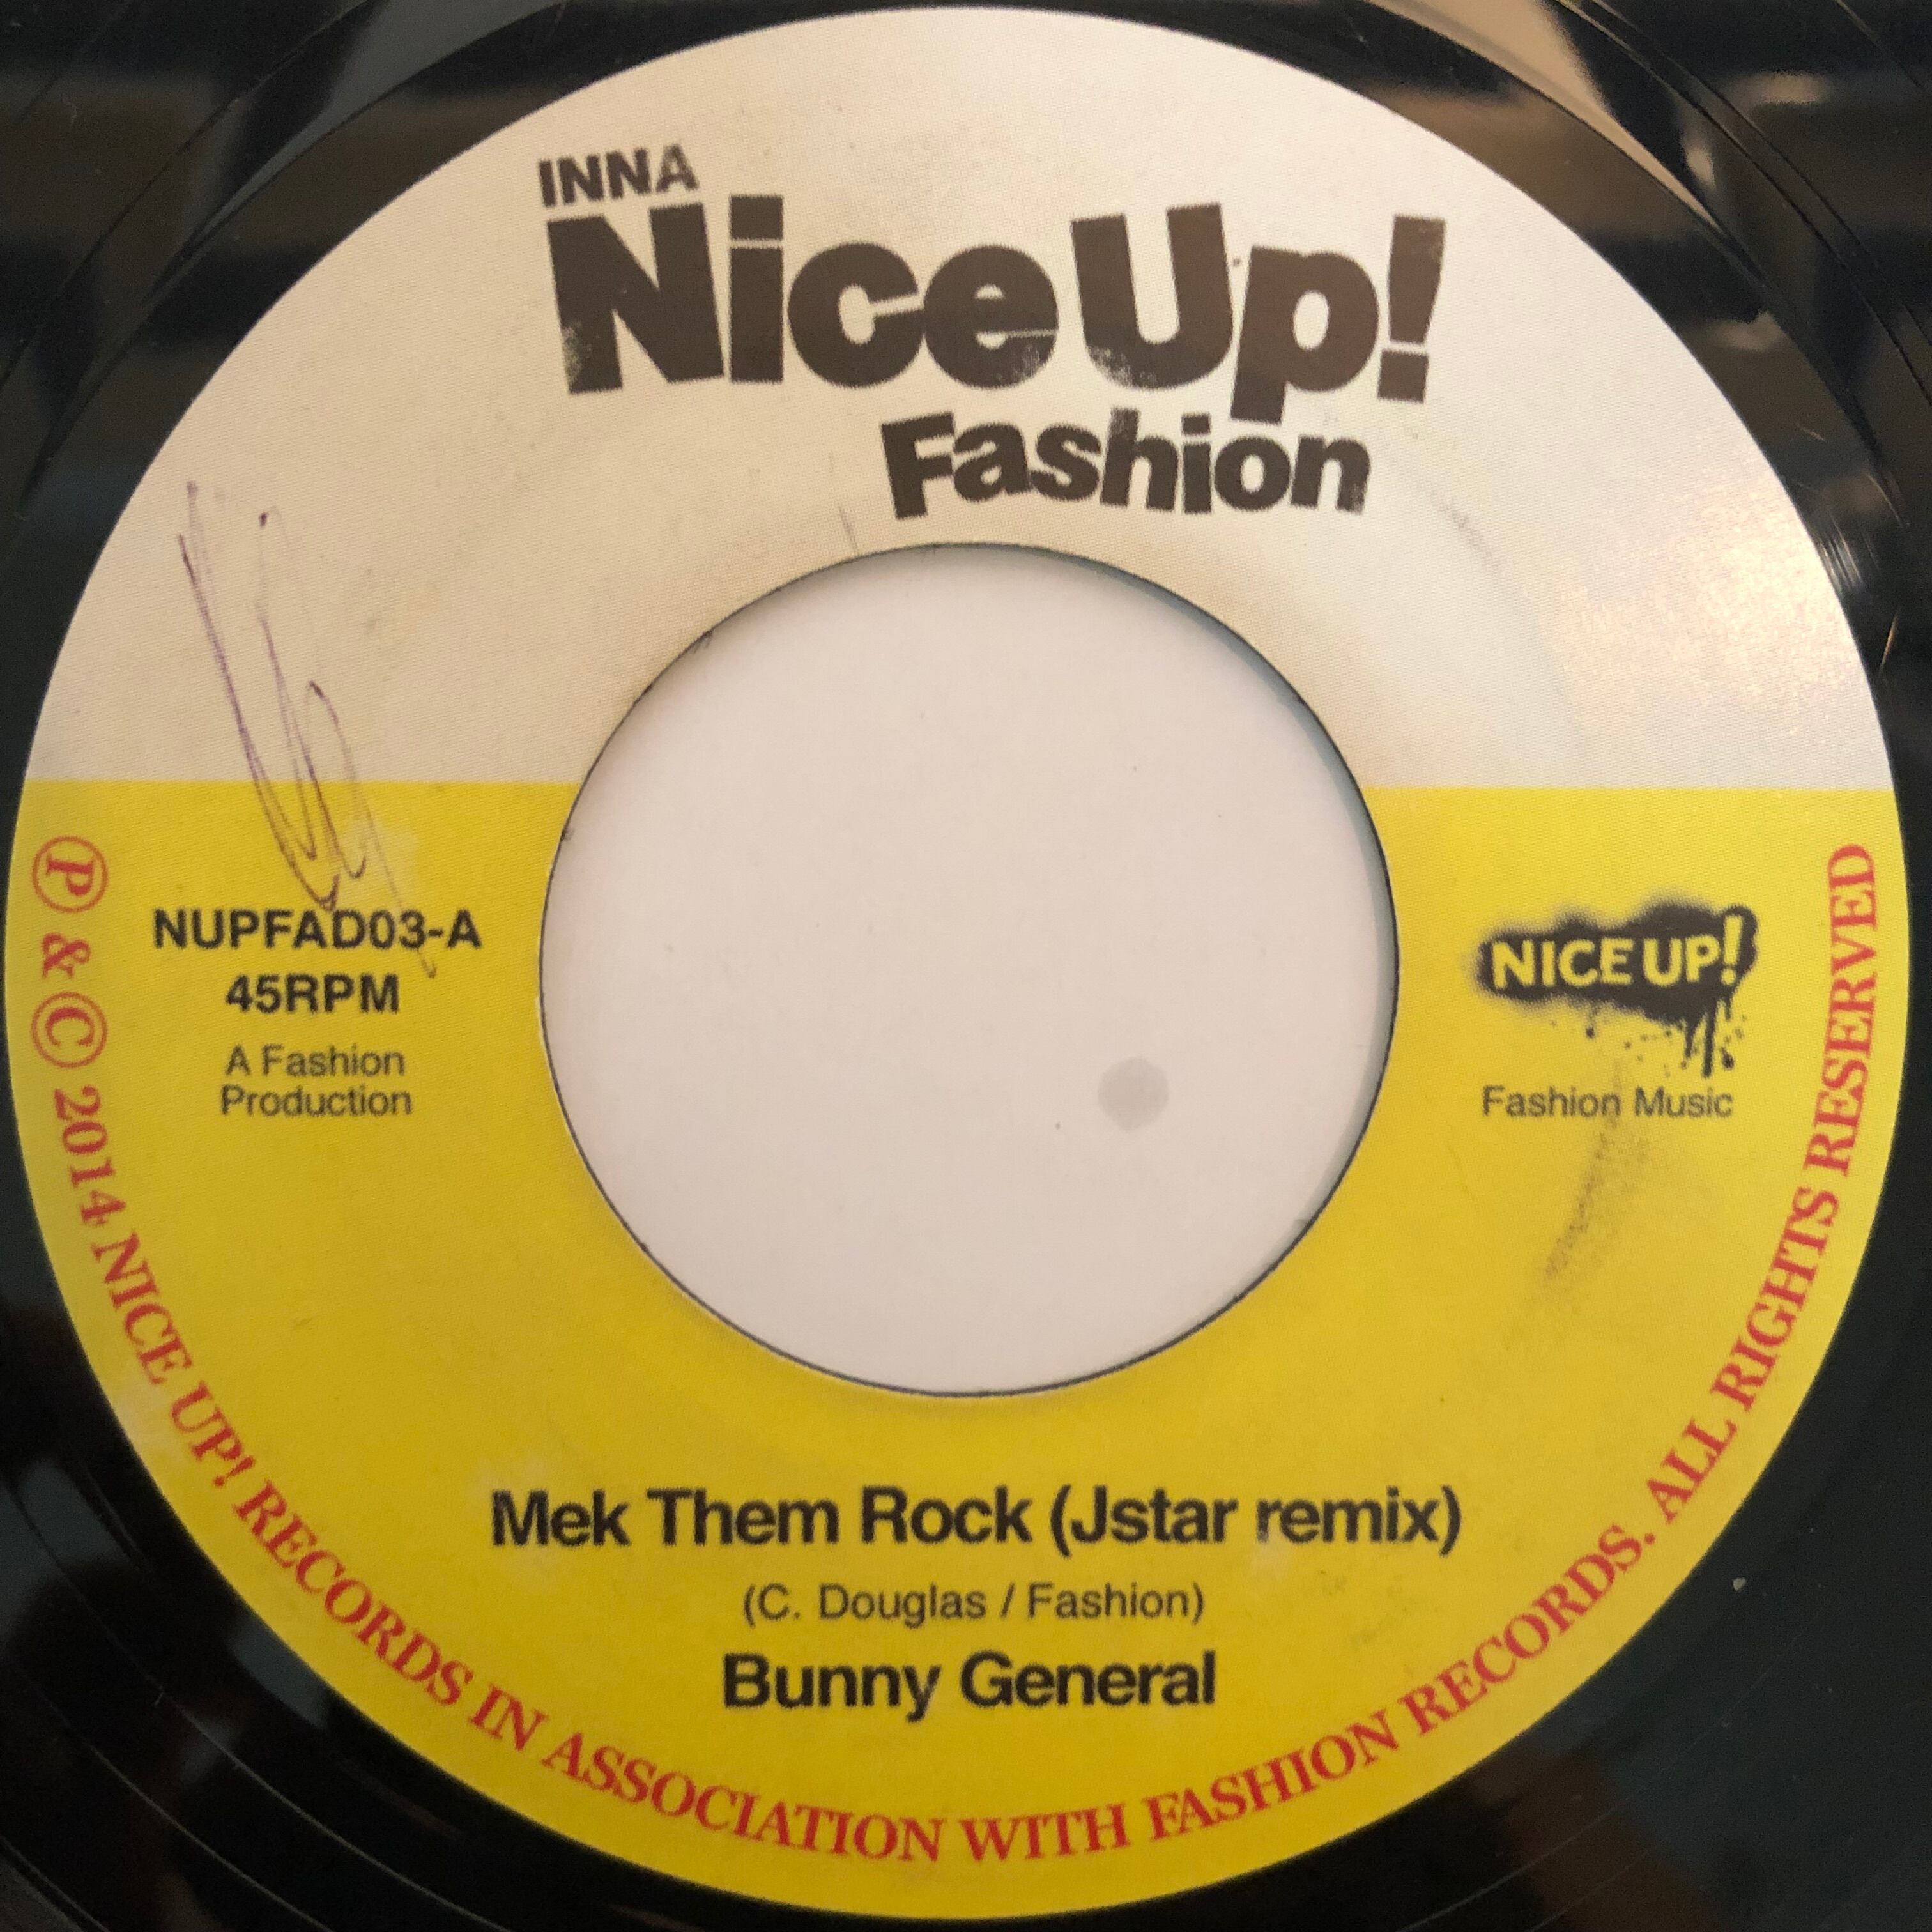 INNA
Nice Up!
Fashion
NUPFAD03-A
45RPM
A Fashion
Production
NICE UP!
Fashion Music
Mek Them Rock (Jstar remix)
(C. Douglas / Fashion)
Bunny General
Ⓟ & © 2014 NICE UP! RECORDS IN ASSOCIATION WITH FASHION RECORDS. ALL RIGHTS RESERVED